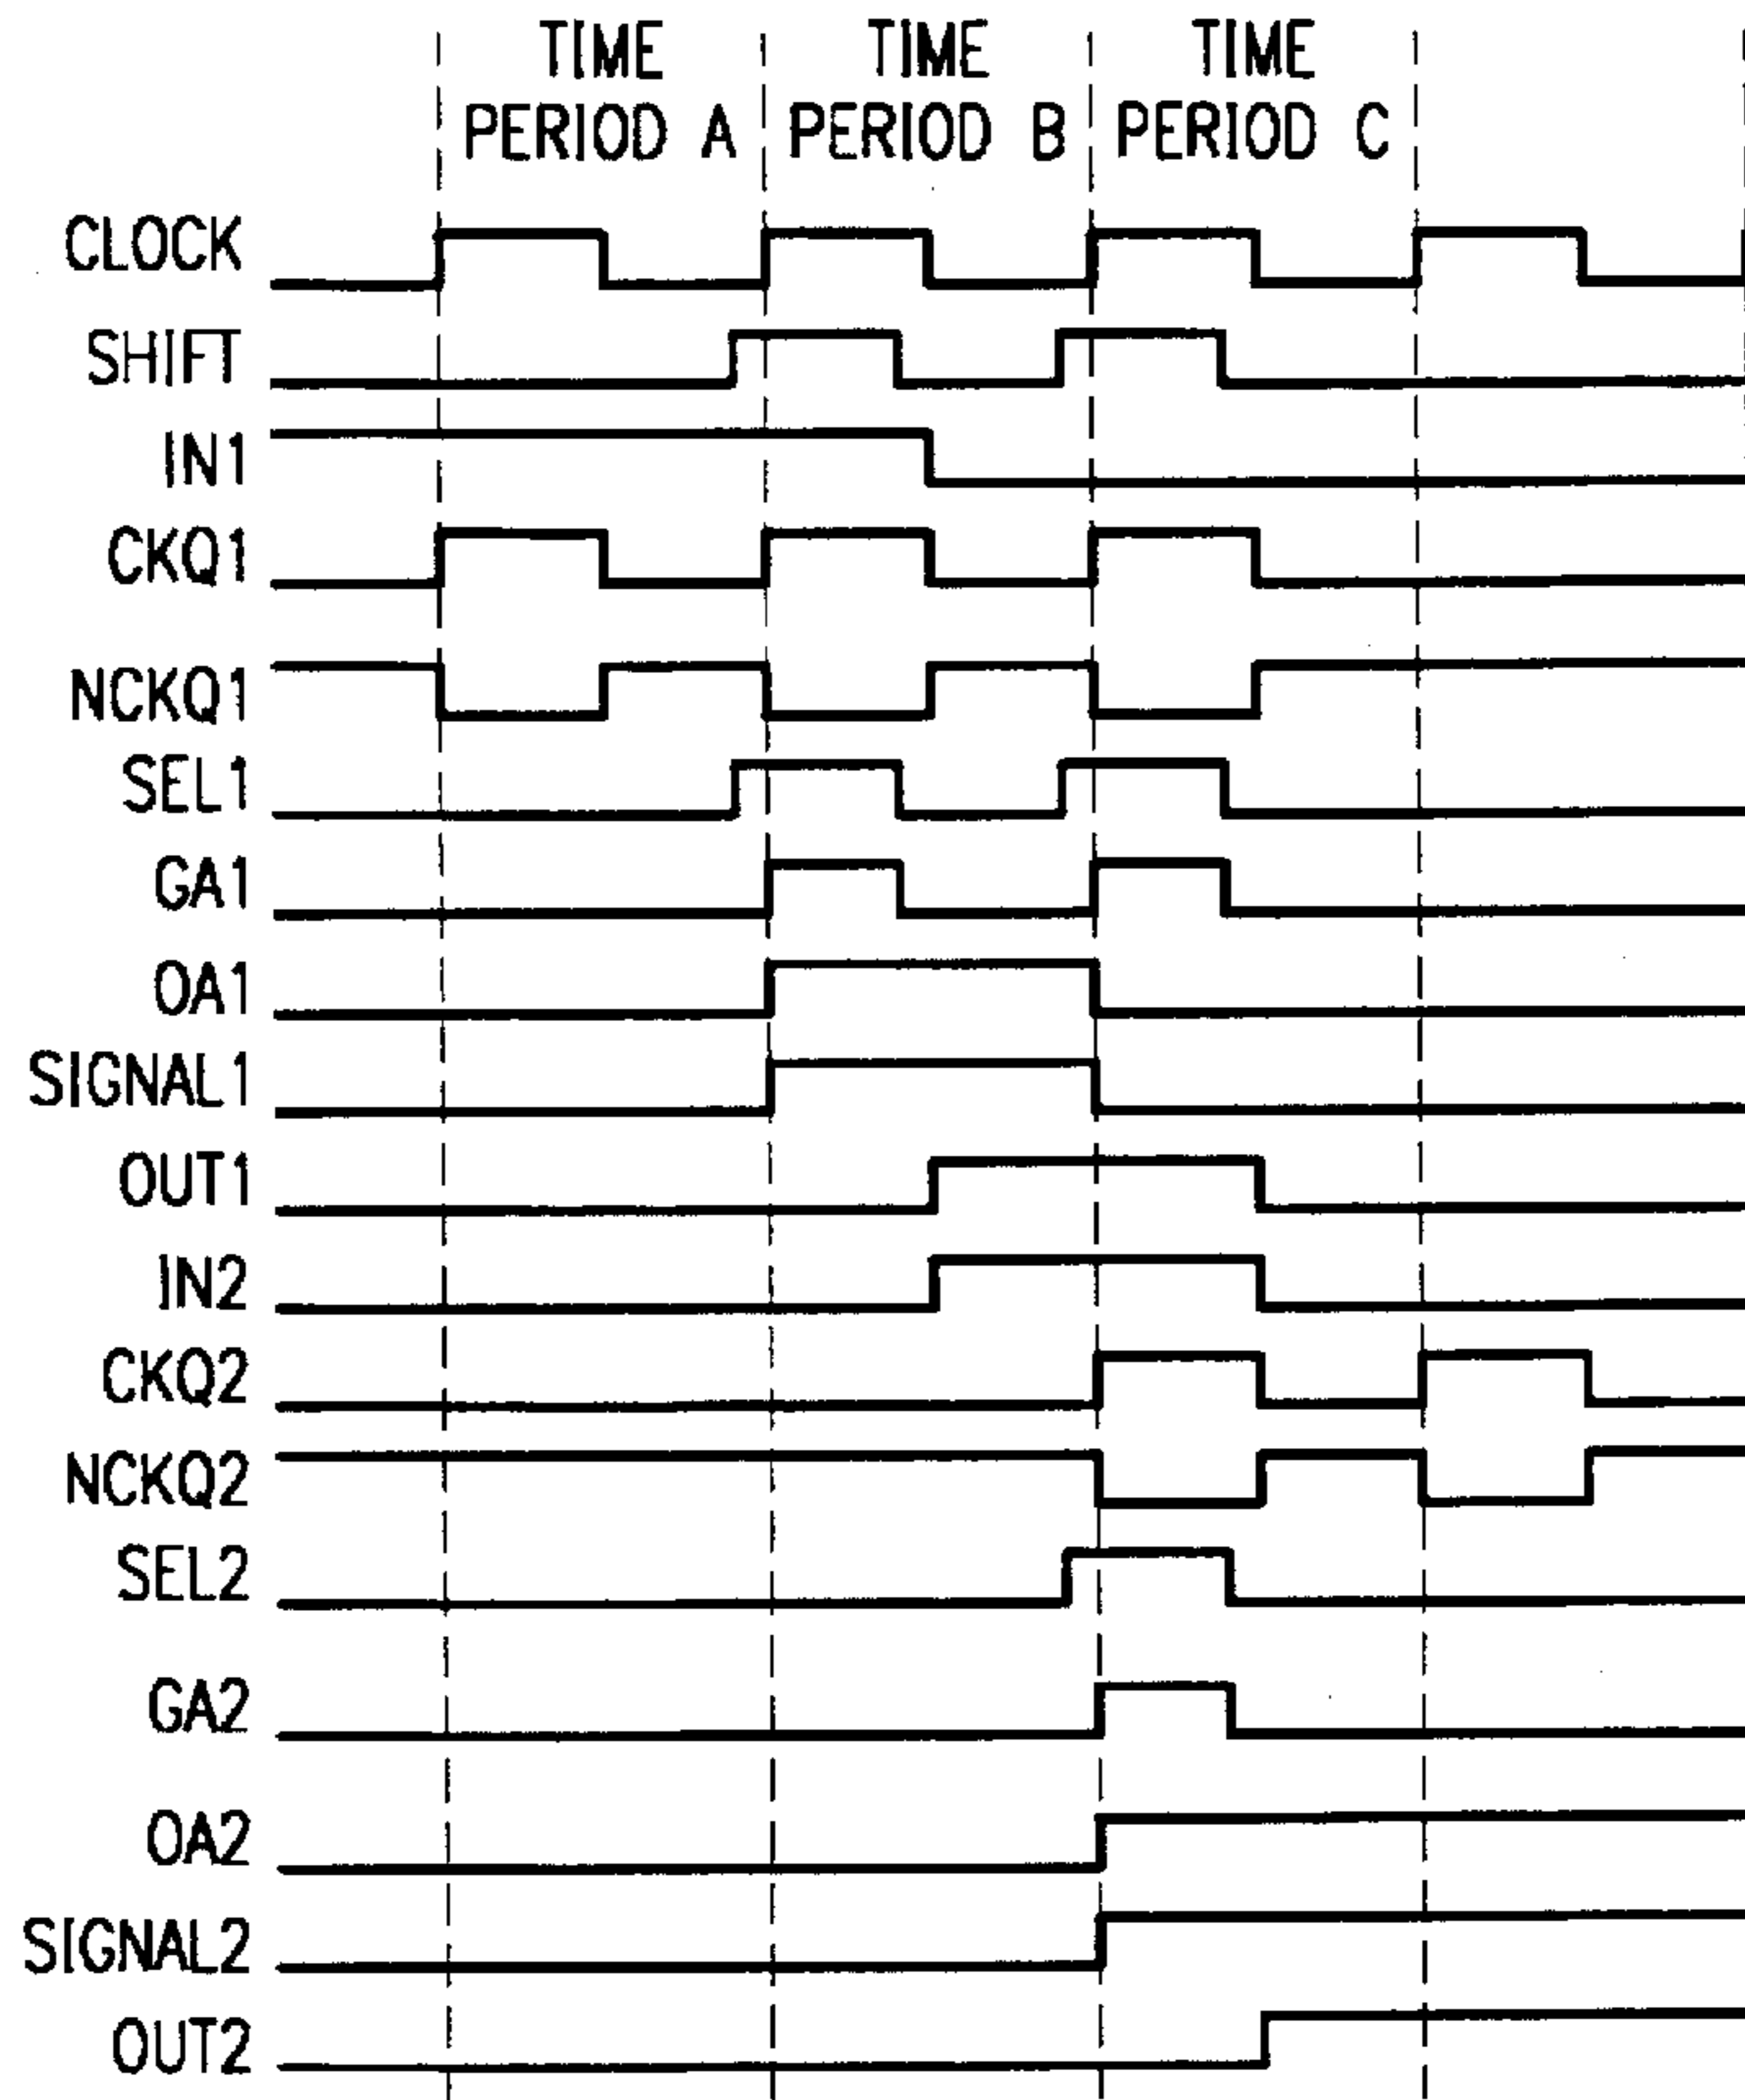 TIME PERIOD A
TIME PERIOD B
TIME PERIOD C
CLOCK
SHIFT
IN1
CKQ1
NCKQ1
SEL1
GA1
OA1
SIGNAL1
OUT1
IN2
CKQ2
NCKQ2
SEL2
GA2
OA2
SIGNAL2
OUT2